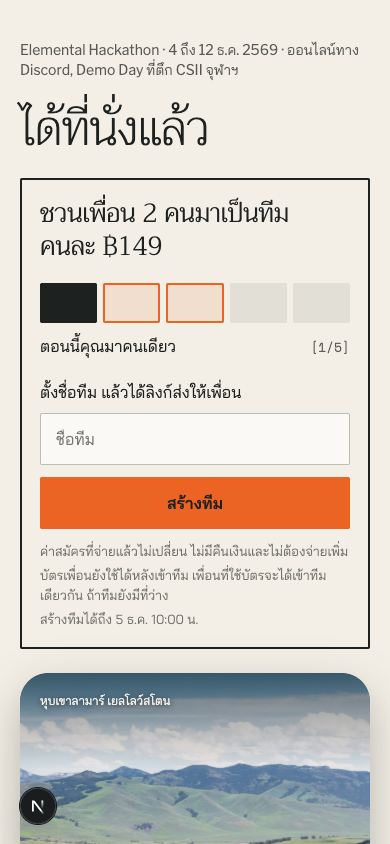 Elemental Hackathon · 4 ถึง 12 ธ.ค. 2569 · ออนไลน์ทาง
Discord, Demo Day ที่ตึก CSII จุฬาฯ
ได้ที่นั่งแล้ว
ชวนเพื่อน 2 คนมาเป็นทีม
คนละ ฿149
ตอนนี้คุณมาคนเดียว [1/5]
ตั้งชื่อทีม แล้วได้ลิงก์ส่งให้เพื่อน
ชื่อทีม
สร้างทีม
ค่าสมัครที่จ่ายแล้วไม่เปลี่ยน ไม่มีคืนเงินและไม่ต้องจ่ายเพิ่ม
บัตรเพื่อนยังใช้ได้หลังเข้าทีม เพื่อนที่ใช้บัตรจะได้เข้าทีม
เดียวกัน ถ้าทีมยังมีที่ว่าง
สร้างทีมได้ถึง 5 ธ.ค. 10:00 น.
หุบเขาลามาร์ เยลโลว์สโตน
N